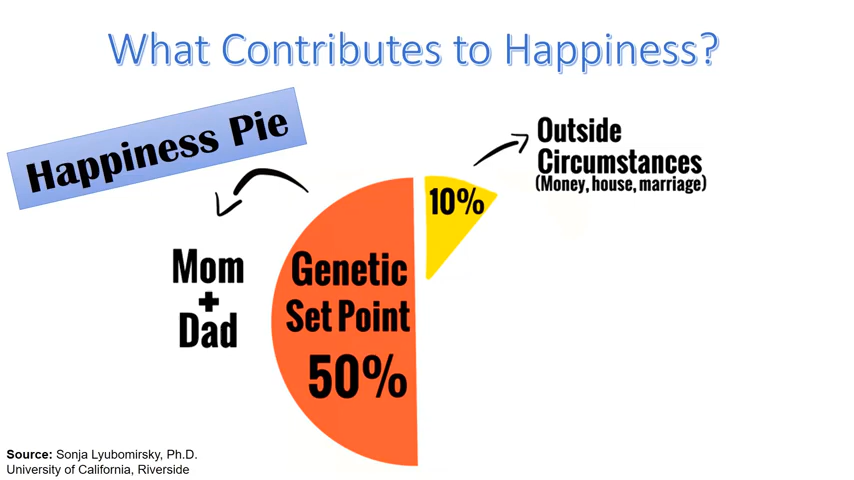 What Contributes to Happiness?
Happiness Pie
Outside
Circumstances
(Money, house, marriage)
10%
Mom
+
Dad
Genetic
Set Point
50%
Source: Sonja Lyubomirsky, Ph.D.
University of California, Riverside